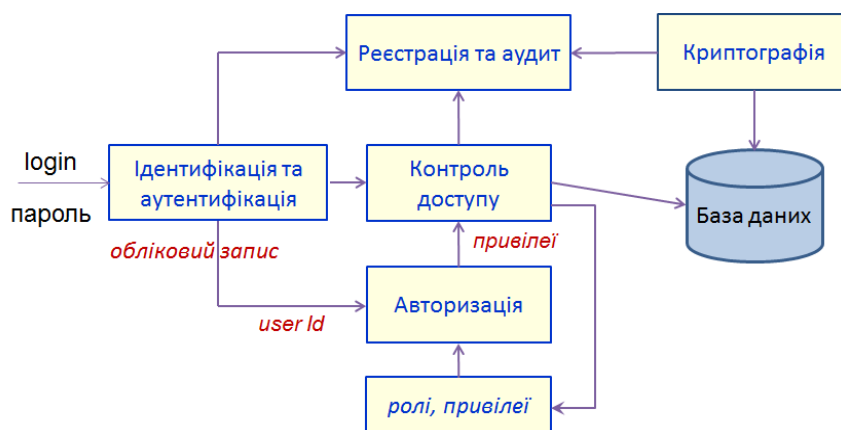 Реєстрація та аудит
Криптографія
login
пароль
Ідентифікація та
аутентифікація
Контроль
доступу
База даних
обліковий запис
привілеї
user Id
Авторизація
ролі, привілеї